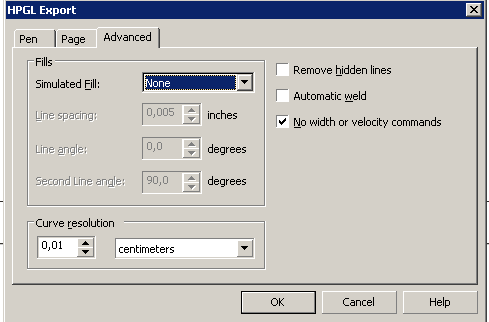 HPGL Export
Pen Page Advanced
Fills
Simulated Fill: None
Line spacing: 0,005 inches
Line angle: 0,0 degrees
Second Line angle: 90,0 degrees
Remove hidden lines
Automatic weld
No width or velocity commands
Curve resolution
0,01 centimeters
OK Cancel Help